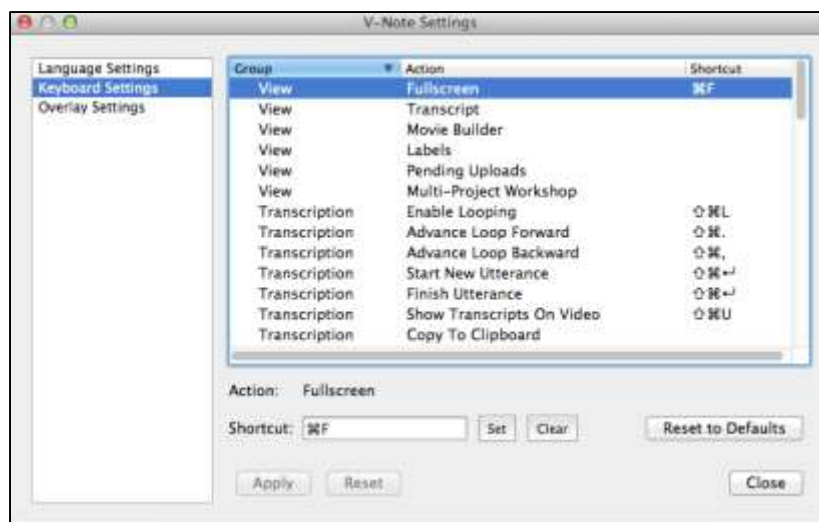 V-Note Settings
Language Settings
Keyboard Settings
Overlay Settings
Group Action Shortcut
View Fullscreen ⌘F
View Transcript
View Movie Builder
View Labels
View Pending Uploads
View Multi-Project Workshop
Transcription Enable Looping ⇧⌘L
Transcription Advance Loop Forward ⇧⌘.
Transcription Advance Loop Backward ⇧⌘,
Transcription Start New Utterance ⇧⌘↩
Transcription Finish Utterance ⇧⌘↩
Transcription Show Transcripts On Video ⇧⌘U
Transcription Copy To Clipboard
Action: Fullscreen
Shortcut: ⌘F Set Clear Reset to Defaults
Apply Reset Close